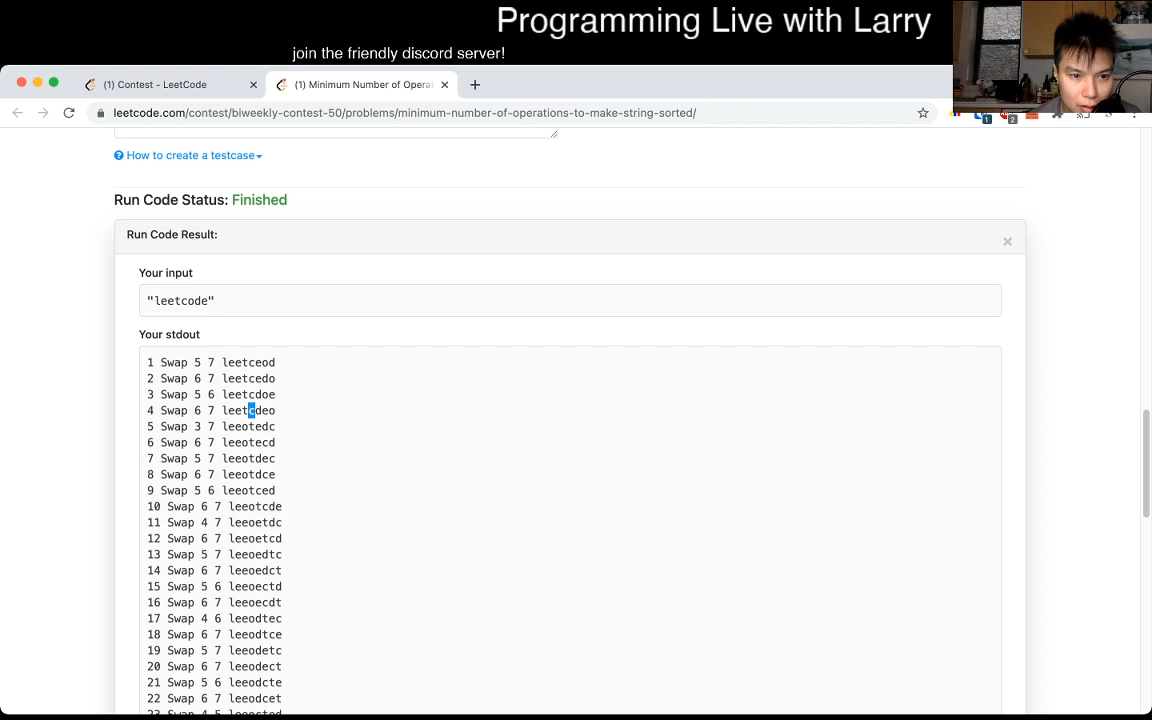 Programming Live with Larry
join the friendly discord server!
(1) Contest - LeetCode
(1) Minimum Number of Opera
leetcode.com/contest/biweekly-contest-50/problems/minimum-number-of-operations-to-make-string-sorted/
How to create a testcase
Run Code Status: Finished
Run Code Result:
Your input
"leetcode"
Your stdout
1 Swap 5 7 leetceod
2 Swap 6 7 leetcedo
3 Swap 5 6 leetcdoe
4 Swap 6 7 leetcdeo
5 Swap 3 7 leeotedc
6 Swap 6 7 leeotecd
7 Swap 5 7 leeotdec
8 Swap 6 7 leeotdce
9 Swap 5 6 leeotced
10 Swap 6 7 leeotcde
11 Swap 4 7 leeoetdc
12 Swap 6 7 leeoetcd
13 Swap 5 7 leeoedtc
14 Swap 6 7 leeoedct
15 Swap 5 6 leeoectd
16 Swap 6 7 leeoecdt
17 Swap 4 6 leeodtec
18 Swap 6 7 leeodtce
19 Swap 5 7 leeodetc
20 Swap 6 7 leeodect
21 Swap 5 6 leeodcte
22 Swap 6 7 leeodcet